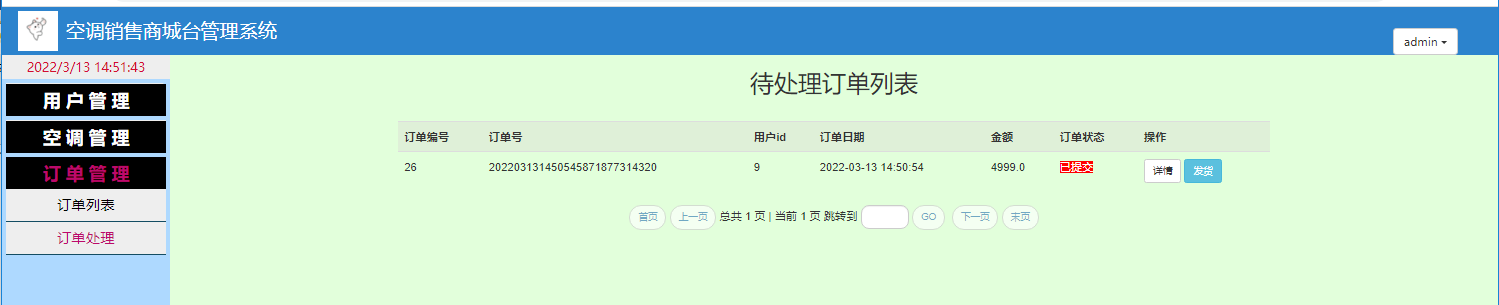 空调销售商城台管理系统
admin
2022/3/13 14:51:43
用户管理
空调管理
订单管理
订单列表
订单处理
待处理订单列表
订单编号 订单号 用户id 订单日期 金额 订单状态 操作
26 202203131450545871877314320 9 2022-03-13 14:50:54 4999.0 已提交 详情 发货
首页 上一页 总共 1 页 | 当前 1 页 跳转到 GO 下一页 末页